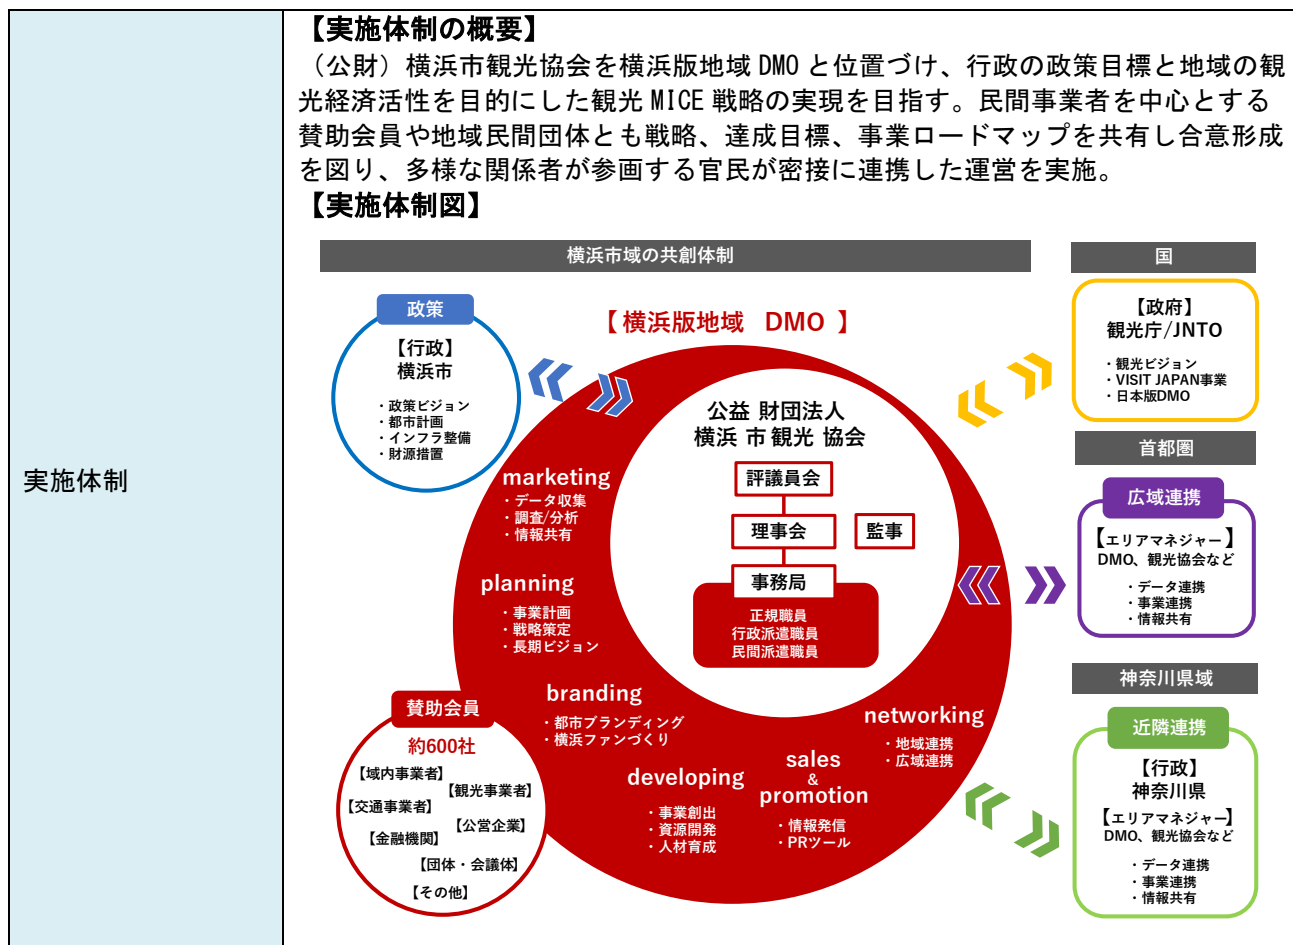 実施体制
【実施体制の概要】
（公財）横浜市観光協会を横浜版地域 DMO と位置づけ、行政の政策目標と地域の観
光経済活性を目的にした観光 MICE 戦略の実現を目指す。民間事業者を中心とする
賛助会員や地域民間団体とも戦略、達成目標、事業ロードマップを共有し合意形成
を図り、多様な関係者が参画する官民が密接に連携した運営を実施。
【実施体制図】
横浜市域の共創体制
政策
【行政】
横浜市
・政策ビジョン
・都市計画
・インフラ整備
・財源措置
【 横浜版地域 DMO 】
公益 財団法人
横浜 市 観光 協会
評議員会
理事会
監事
事務局
正規職員
行政派遣職員
民間派遣職員
marketing
・データ収集
・調査/分析
・情報共有
planning
・事業計画
・戦略策定
・長期ビジョン
branding
・都市ブランディング
・横浜ファンづくり
developing
・事業創出
・資源開発
・人材育成
sales
&
promotion
・情報発信
・PRツール
networking
・地域連携
・広域連携
賛助会員
約600社
【域内事業者】
【観光事業者】
【交通事業者】
【公営企業】
【金融機関】
【団体・会議体】
【その他】
国
【政府】
観光庁/JNTO
・観光ビジョン
・VISIT JAPAN事業
・日本版DMO
首都圏
広域連携
【エリアマネジャー】
DMO、観光協会など
・データ連携
・事業連携
・情報共有
神奈川県域
近隣連携
【行政】
神奈川県
【エリアマネジャー】
DMO、観光協会など
・データ連携
・事業連携
・情報共有